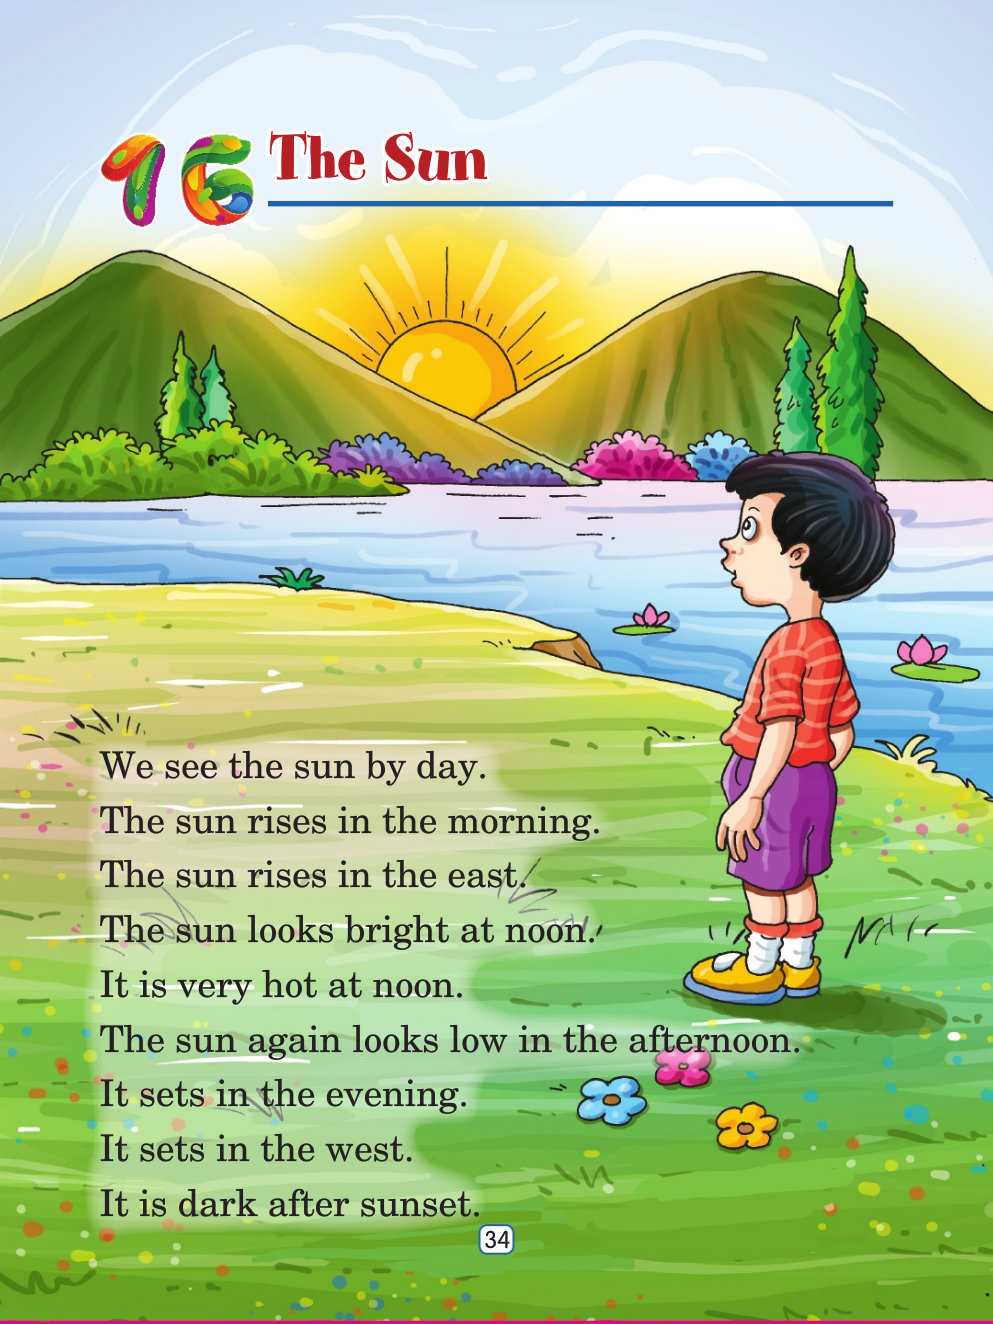 16 The Sun
We see the sun by day.
The sun rises in the morning.
The sun rises in the east.
The sun looks bright at noon.
It is very hot at noon.
The sun again looks low in the afternoon.
It sets in the evening.
It sets in the west.
It is dark after sunset.
34